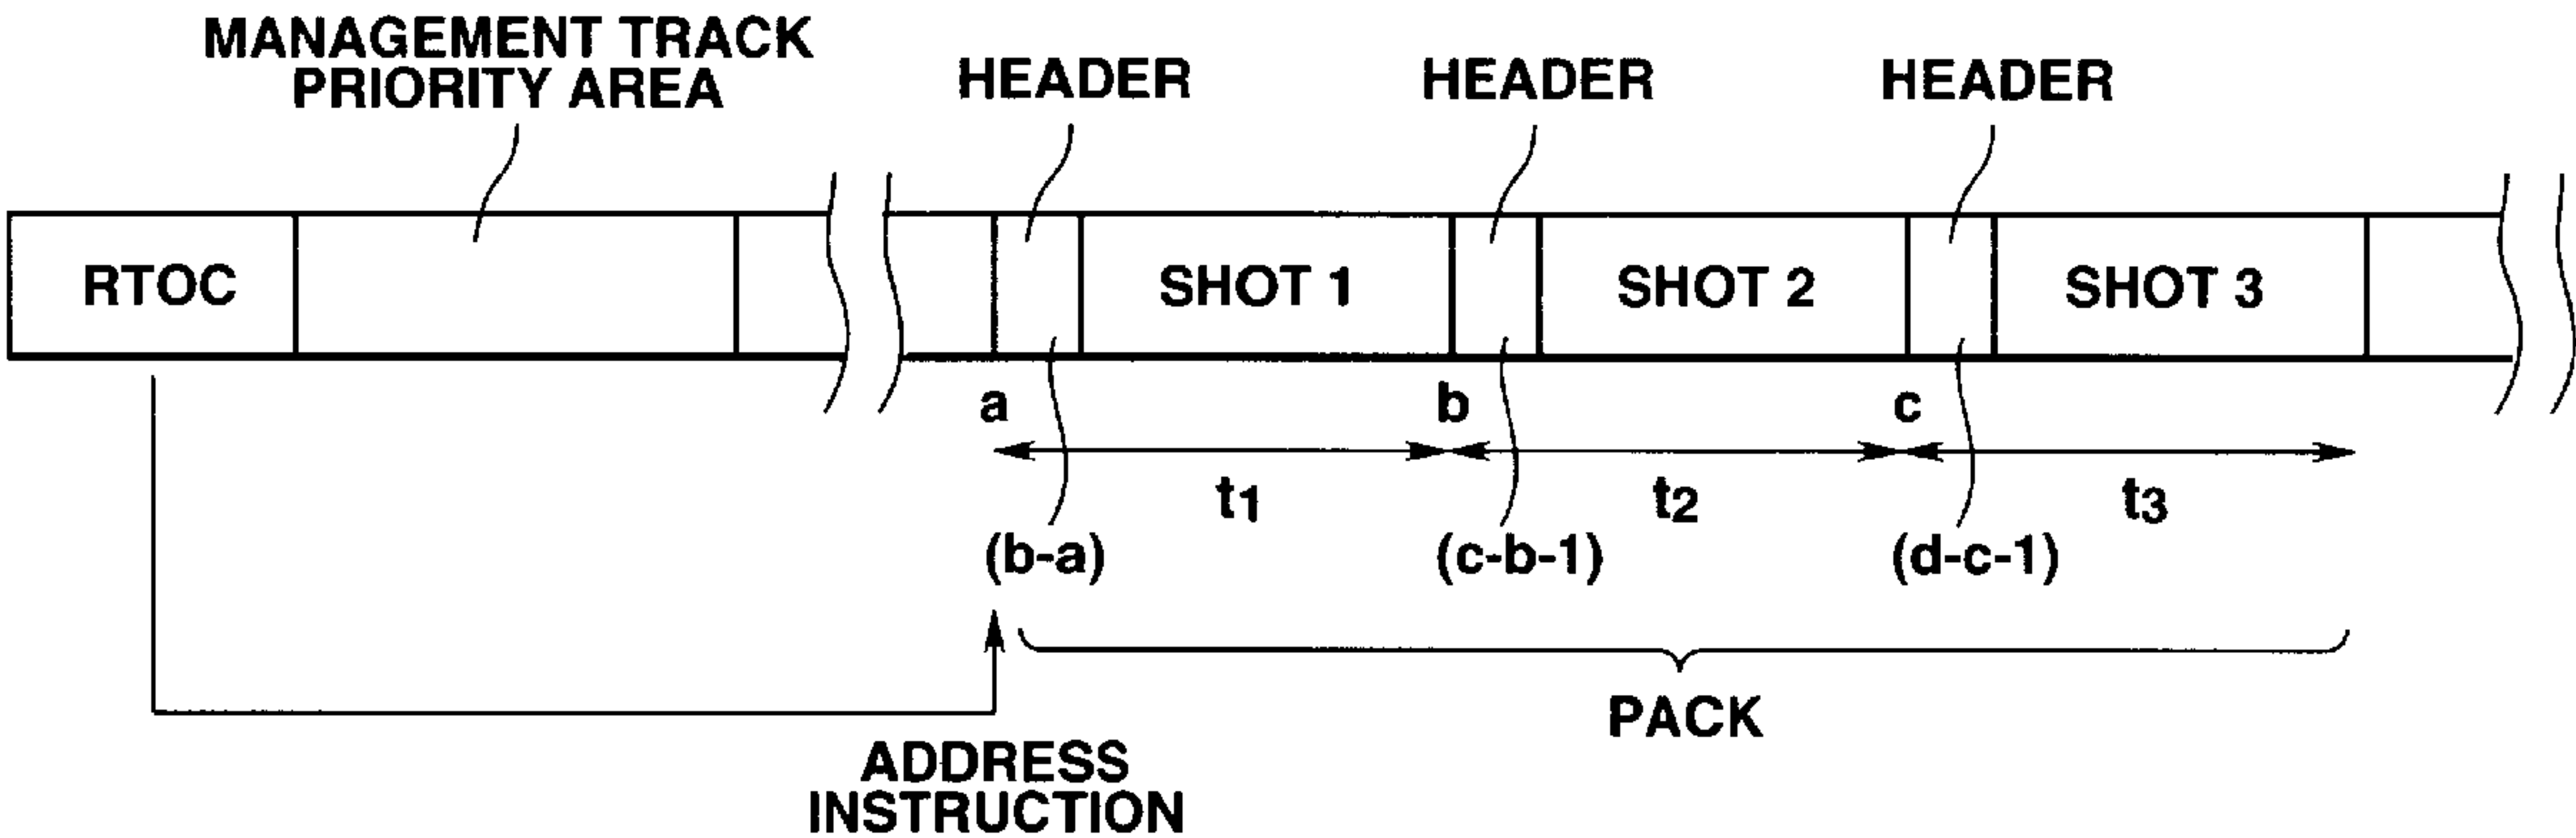 MANAGEMENT TRACK
PRIORITY AREA
HEADER
HEADER
HEADER
RTOC
SHOT 1
SHOT 2
SHOT 3
a
b
c
t1
t2
t3
(b-a)
(c-b-1)
(d-c-1)
PACK
ADDRESS
INSTRUCTION